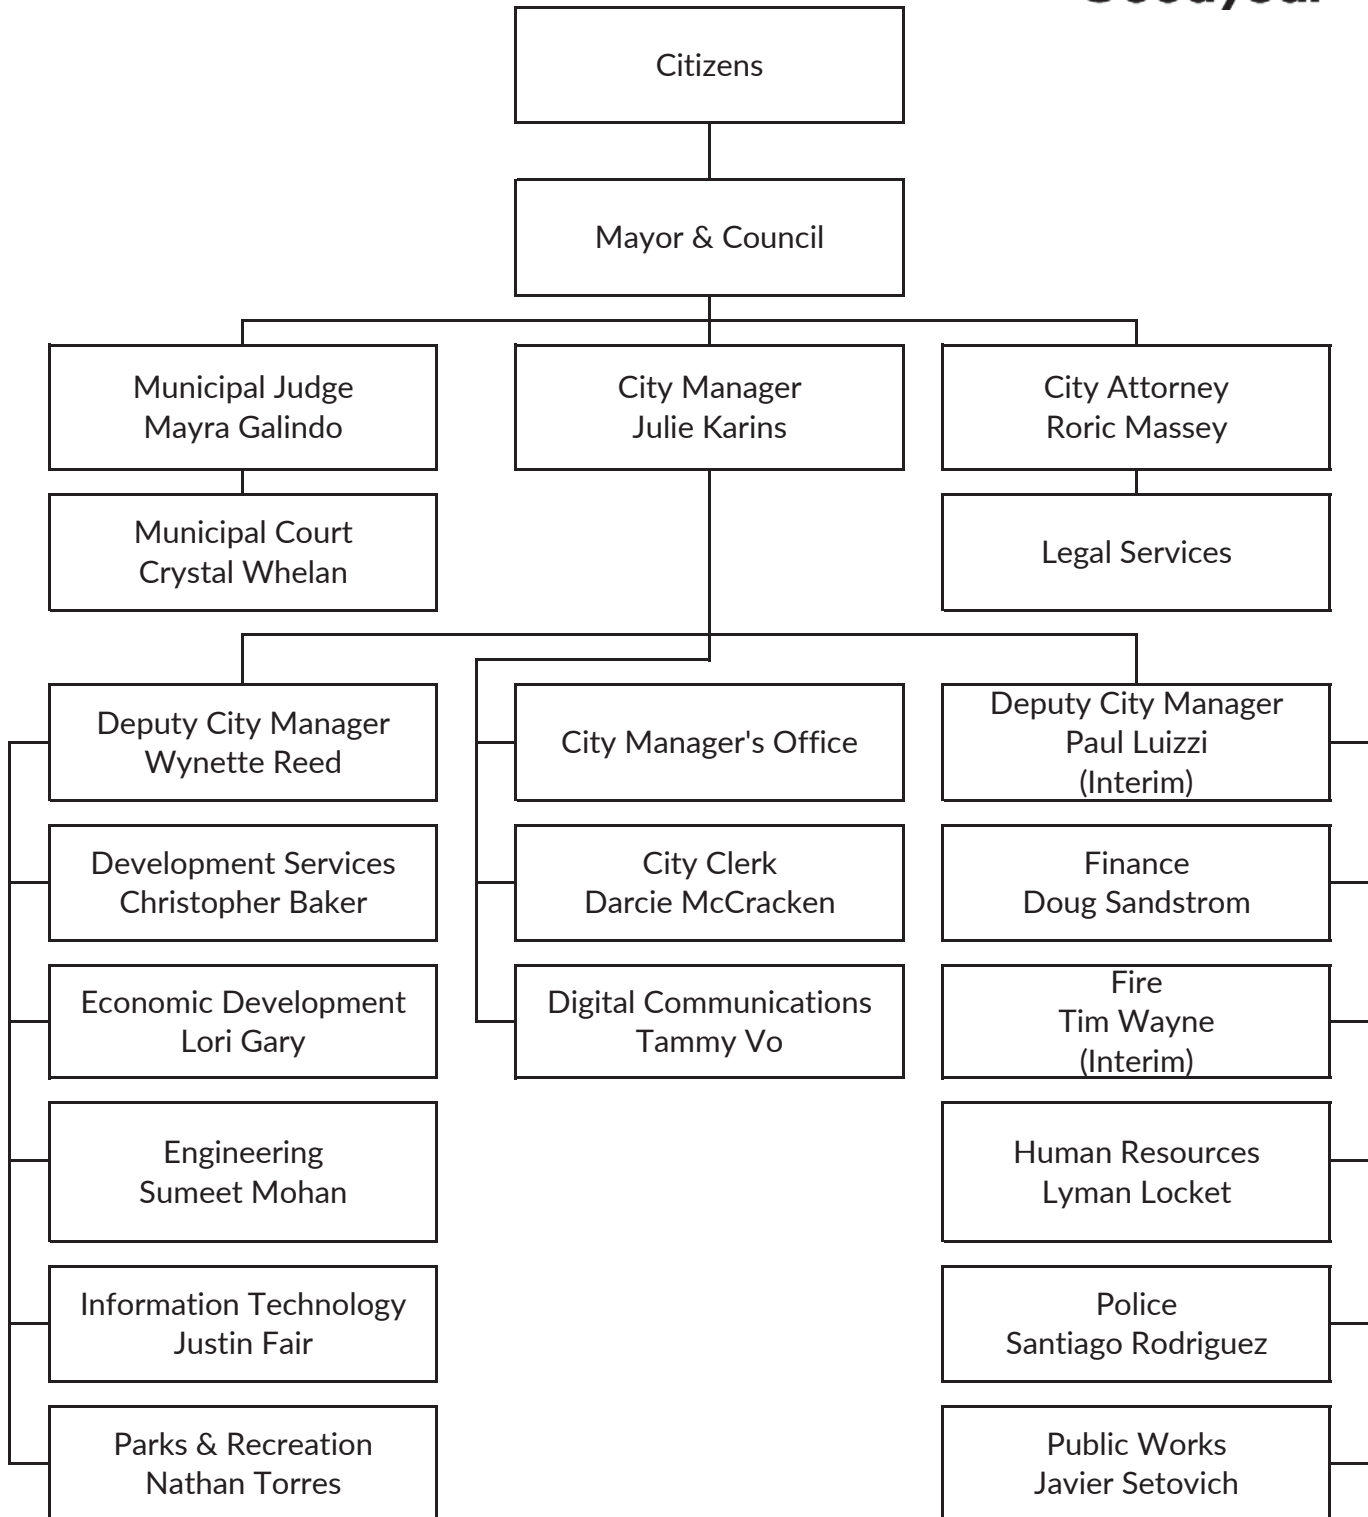 Citizens
Mayor & Council
Municipal Judge
Mayra Galindo
City Manager
Julie Karins
City Attorney
Roric Massey
Municipal Court
Crystal Whelan
Legal Services
Deputy City Manager
Wynette Reed
City Manager's Office
Deputy City Manager
Paul Luizzi
(Interim)
Development Services
Christopher Baker
City Clerk
Darcie McCracken
Finance
Doug Sandstrom
Economic Development
Lori Gary
Digital Communications
Tammy Vo
Fire
Tim Wayne
(Interim)
Engineering
Sumeet Mohan
Human Resources
Lyman Locket
Information Technology
Justin Fair
Police
Santiago Rodriguez
Parks & Recreation
Nathan Torres
Public Works
Javier Setovich